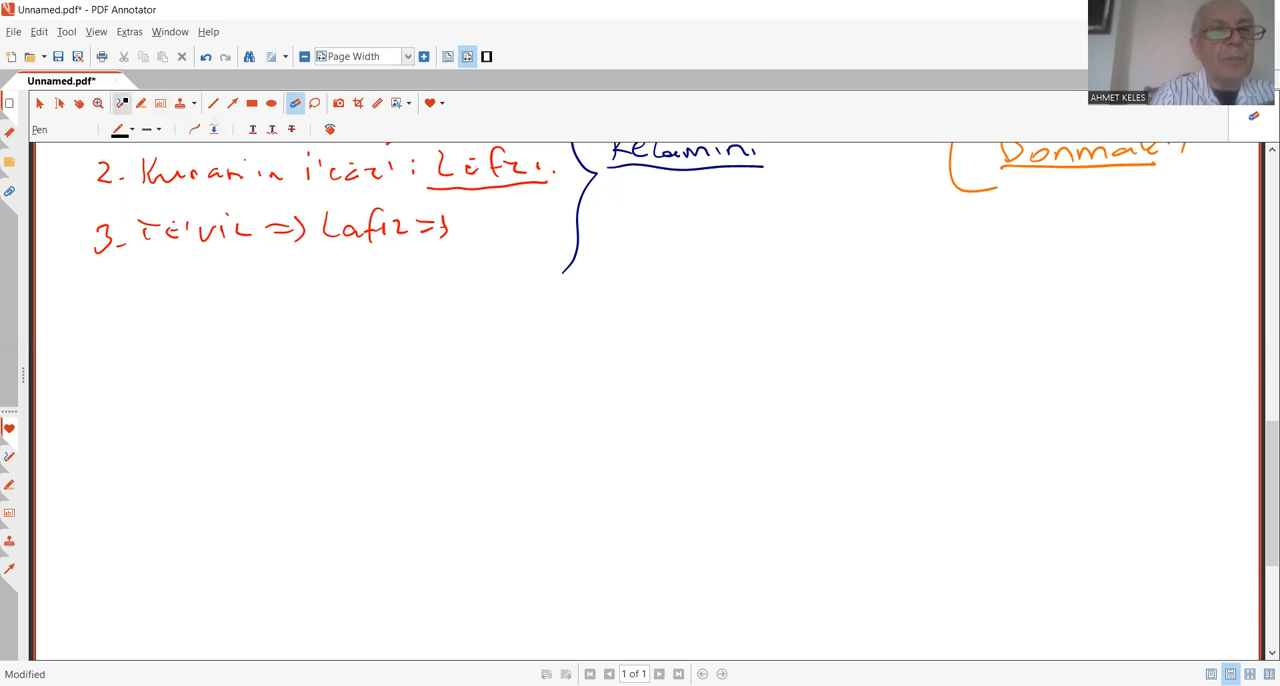 Unnamed.pdf* - PDF Annotator
File Edit Tool View Extras Window Help
Page Width
Unnamed.pdf*
AHMET KELES
Pen
Kelamını
Donmak
2. Kuranın i'cazı: Lafzı.
3. Te'vil => Lafız =>
Modified
1 of 1